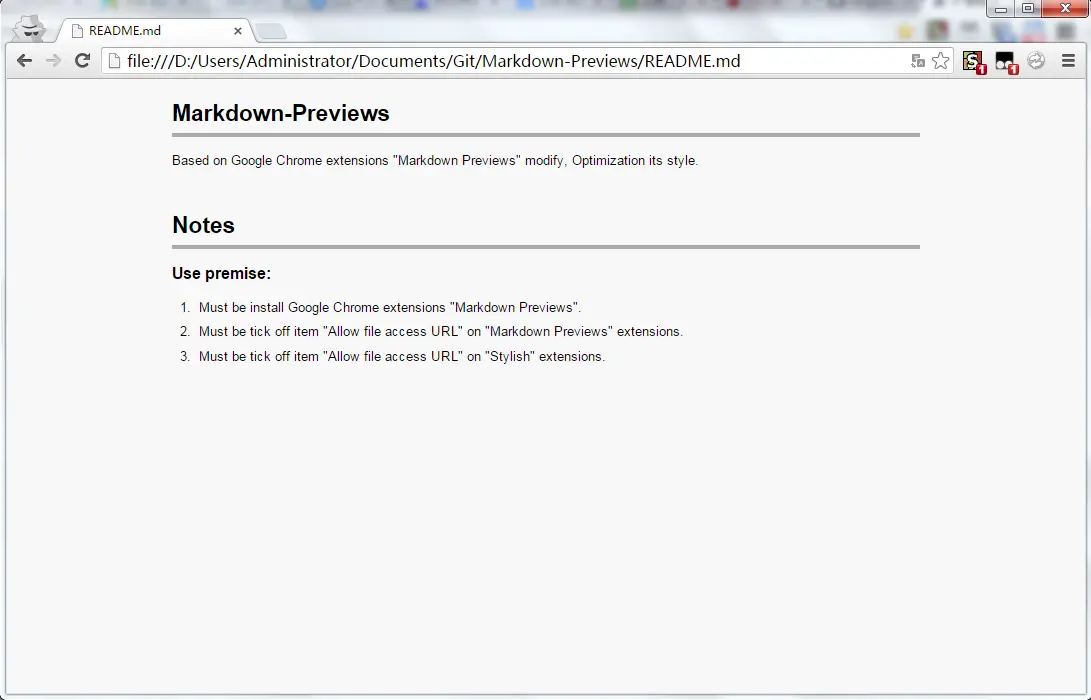 README.md
file:///D:/Users/Administrator/Documents/Git/Markdown-Previews/README.md
S 1
1
Markdown-Previews
Based on Google Chrome extensions "Markdown Previews" modify, Optimization its style.
Notes
Use premise:
1. Must be install Google Chrome extensions "Markdown Previews".
2. Must be tick off item "Allow file access URL" on "Markdown Previews" extensions.
3. Must be tick off item "Allow file access URL" on "Stylish" extensions.